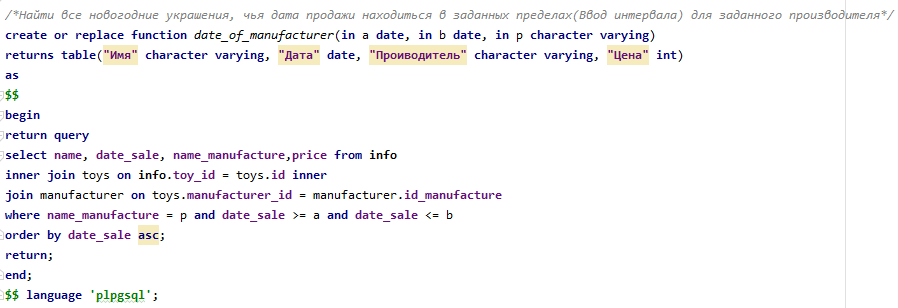 /*Найти все новогодние украшения, чья дата продажи находиться в заданных пределах(Ввод интервала) для заданного производителя*/
create or replace function date_of_manufacturer(in a date, in b date, in p character varying)
returns table("Имя" character varying, "Дата" date, "Проиводитель" character varying, "Цена" int)
as
$$
begin
return query
select name, date_sale, name_manufacture,price from info
inner join toys on info.toy_id = toys.id inner
join manufacturer on toys.manufacturer_id = manufacturer.id_manufacture
where name_manufacture = p and date_sale >= a and date_sale <= b
order by date_sale asc;
return;
end;
$$ language 'plpgsql';